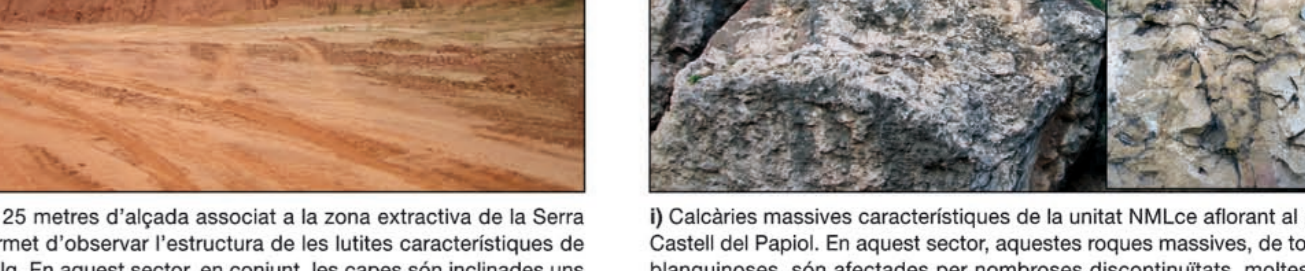 25 metres d'alçada associat a la zona extractiva de la Serra
rmet d'observar l'estructura de les lutites característiques de
lg. En aquest sector, en conjunt, les capes són inclinades uns
i) Calcàries massives característiques de la unitat NMLce aflorant al
Castell del Papiol. En aquest sector, aquestes roques massives, de to
blanquinoses, són afectades per nombroses discontinuïtats, moltes